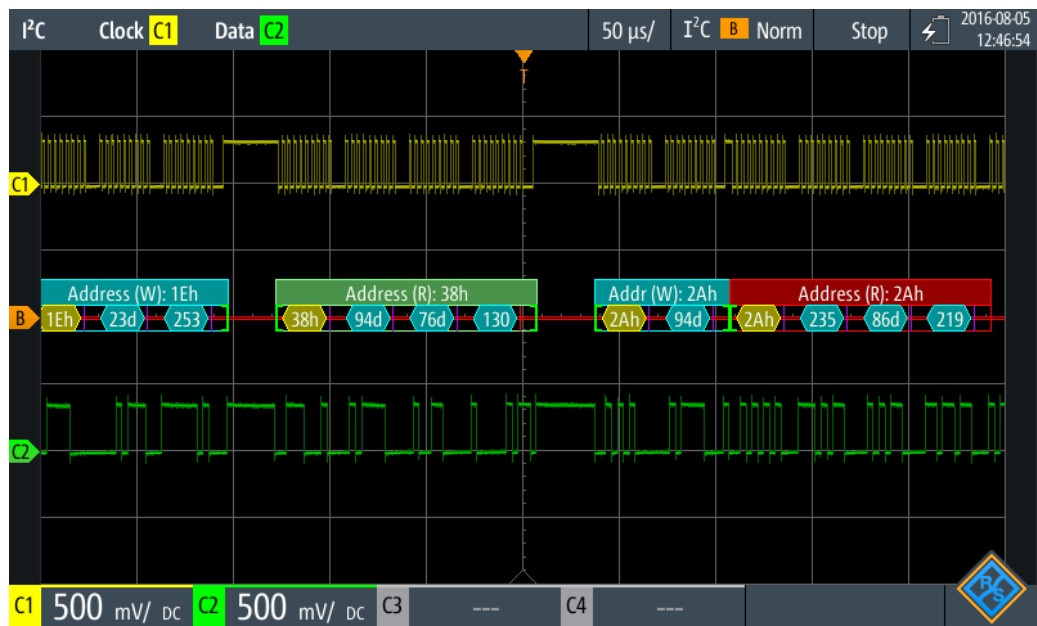 I²C Clock C1 Data C2 50 µs/ I²C B Norm Stop 2016-08-05
12:46:54
T
C1
Address (W): 1Eh Address (R): 38h Addr (W): 2Ah Address (R): 2Ah
B 1Eh 23d 253 38h 94d 76d 130 2Ah 94d 2Ah 235 86d 219
C2
C1 500 mV/ DC C2 500 mV/ DC C3 --- C4 ---
R&S